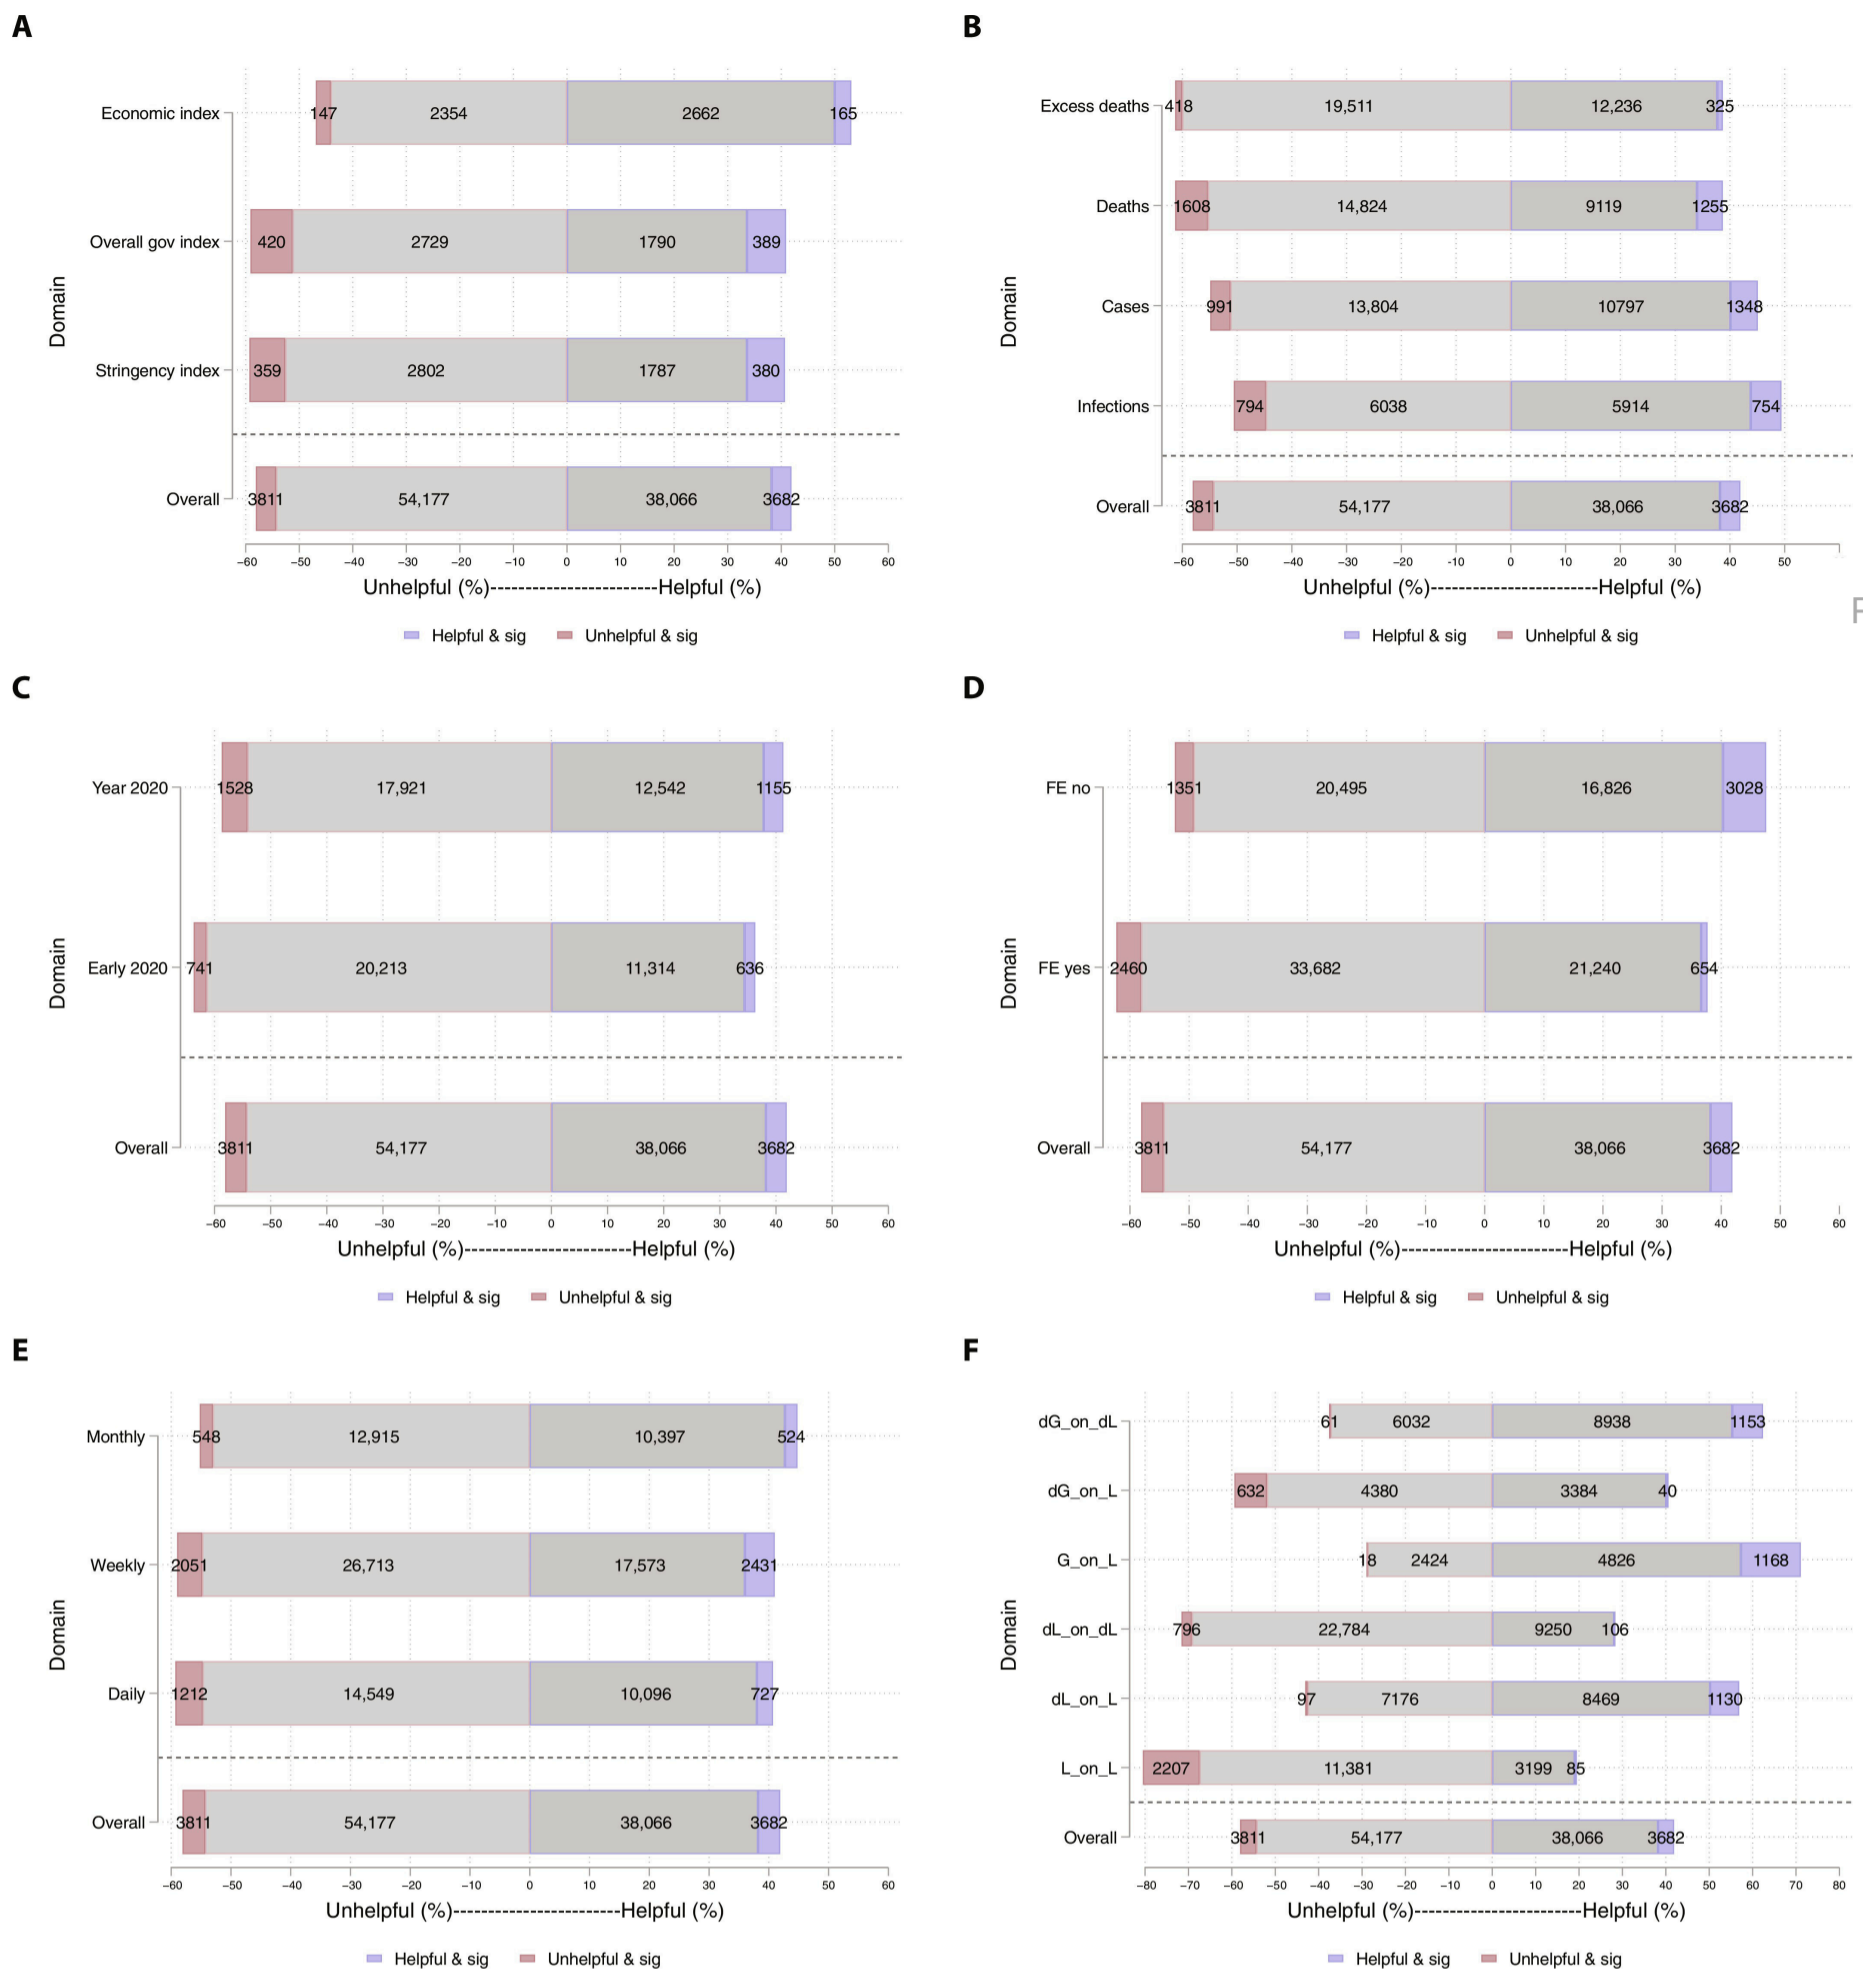 A
Economic index 147 2354 2662 165
Overall gov index 420 2729 1790 389
Stringency index 359 2802 1787 380
Overall 3811 54,177 38,066 3682
Domain
−60 −50 −40 −30 −20 −10 0 10 20 30 40 50 60
Unhelpful (%)--------------------Helpful (%)
Helpful & sig Unhelpful & sig
B
Excess deaths 418 19,511 12,236 325
Deaths 1608 14,824 9119 1255
Cases 991 13,804 10797 1348
Infections 794 6038 5914 754
Overall 3811 54,177 38,066 3682
Domain
−60 −50 −40 −30 −20 −10 0 10 20 30 40 50
Unhelpful (%)--------------------Helpful (%)
Helpful & sig Unhelpful & sig
C
Year 2020 1528 17,921 12,542 1155
Early 2020 741 20,213 11,314 636
Overall 3811 54,177 38,066 3682
Domain
−60 −50 −40 −30 −20 −10 0 10 20 30 40 50 60
Unhelpful (%)--------------------Helpful (%)
Helpful & sig Unhelpful & sig
D
FE no 1351 20,495 16,826 3028
FE yes 2460 33,682 21,240 654
Overall 3811 54,177 38,066 3682
Domain
−60 −50 −40 −30 −20 −10 0 10 20 30 40 50 60
Unhelpful (%)--------------------Helpful (%)
Helpful & sig Unhelpful & sig
E
Monthly 548 12,915 10,397 524
Weekly 2051 26,713 17,573 2431
Daily 1212 14,549 10,096 727
Overall 3811 54,177 38,066 3682
Domain
−60 −50 −40 −30 −20 −10 0 10 20 30 40 50 60
Unhelpful (%)--------------------Helpful (%)
Helpful & sig Unhelpful & sig
F
dG_on_dL 61 6032 8938 1153
dG_on_L 632 4380 3384 40
G_on_L 18 2424 4826 1168
dL_on_dL 796 22,784 9250 106
dL_on_L 97 7176 8469 1130
L_on_L 2207 11,381 3199 85
Overall 3811 54,177 38,066 3682
Domain
−80 −70 −60 −50 −40 −30 −20 −10 0 10 20 30 40 50 60 70 80
Unhelpful (%)--------------------Helpful (%)
Helpful & sig Unhelpful & sig